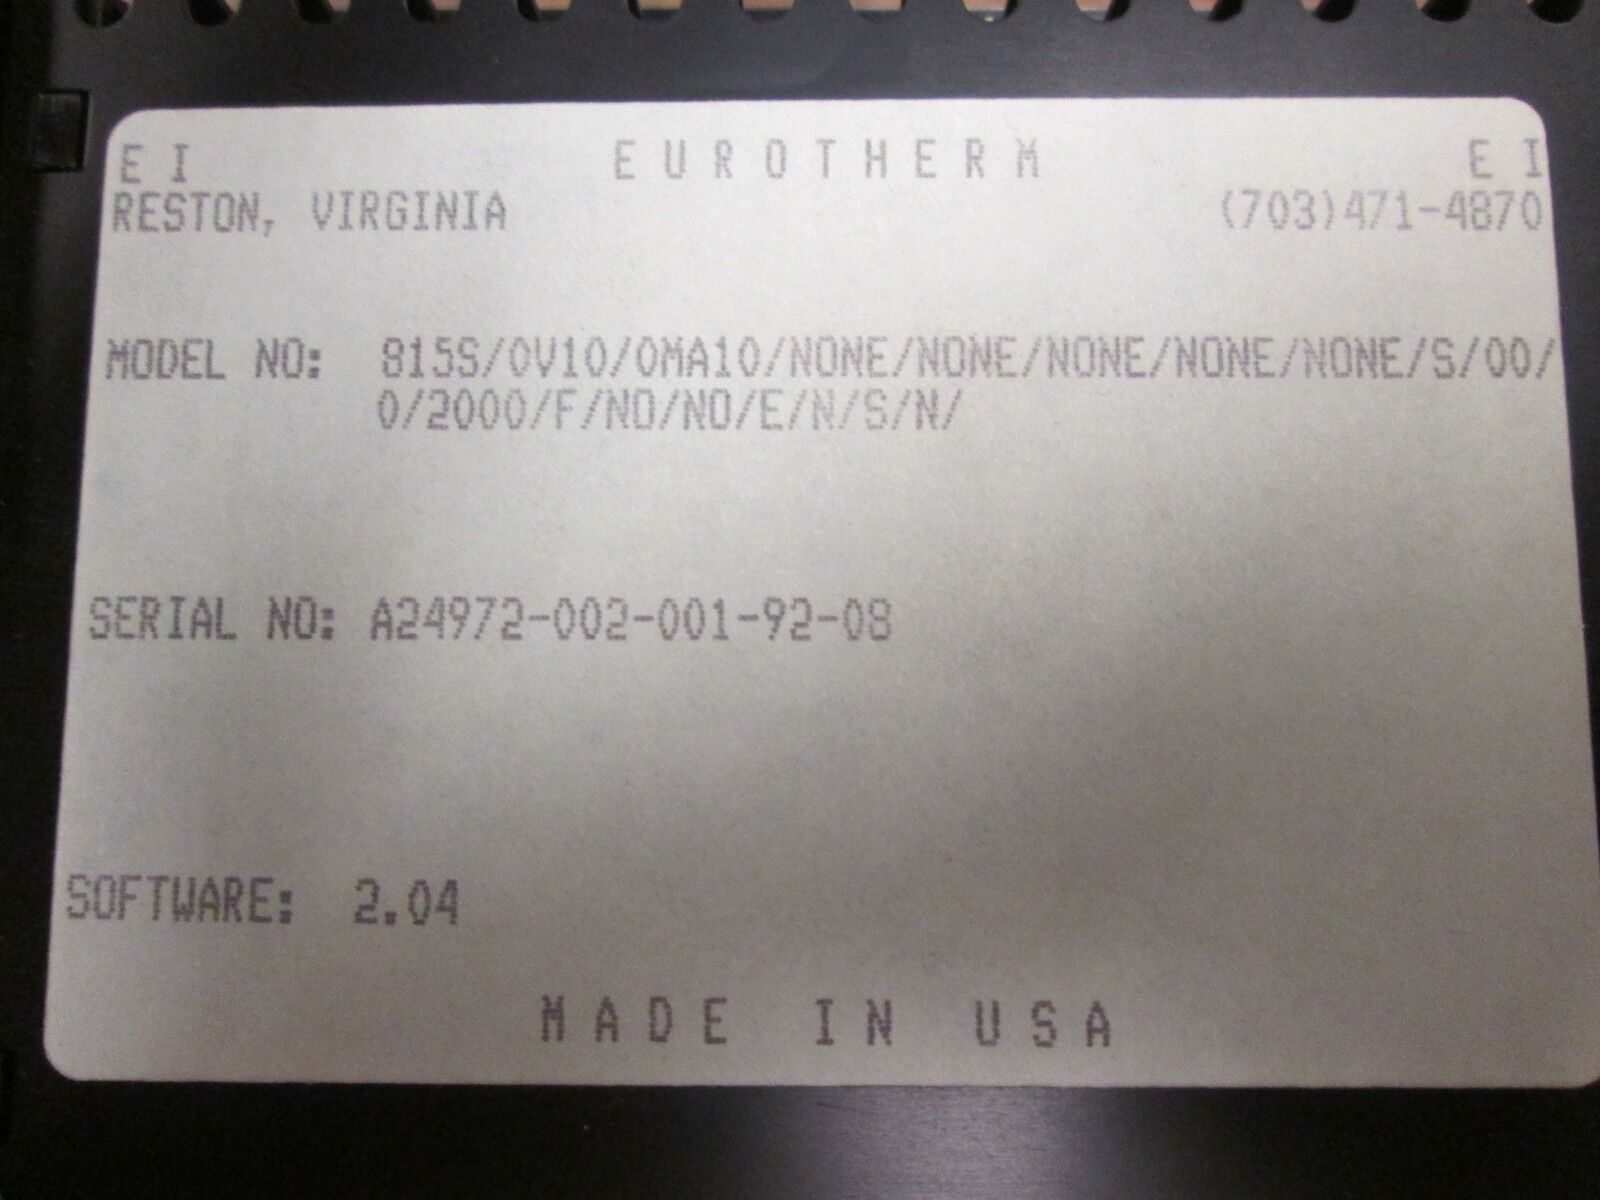 E I EUROTHERM E I
RESTON, VIRGINIA (703)471-4870
MODEL NO: 815S/0V10/0MA10/NONE/NONE/NONE/NONE/NONE/S/00/
0/2000/F/NO/NO/E/N/S/N/
SERIAL NO: A24972-002-001-92-08
SOFTWARE: 2.04
MADE IN USA